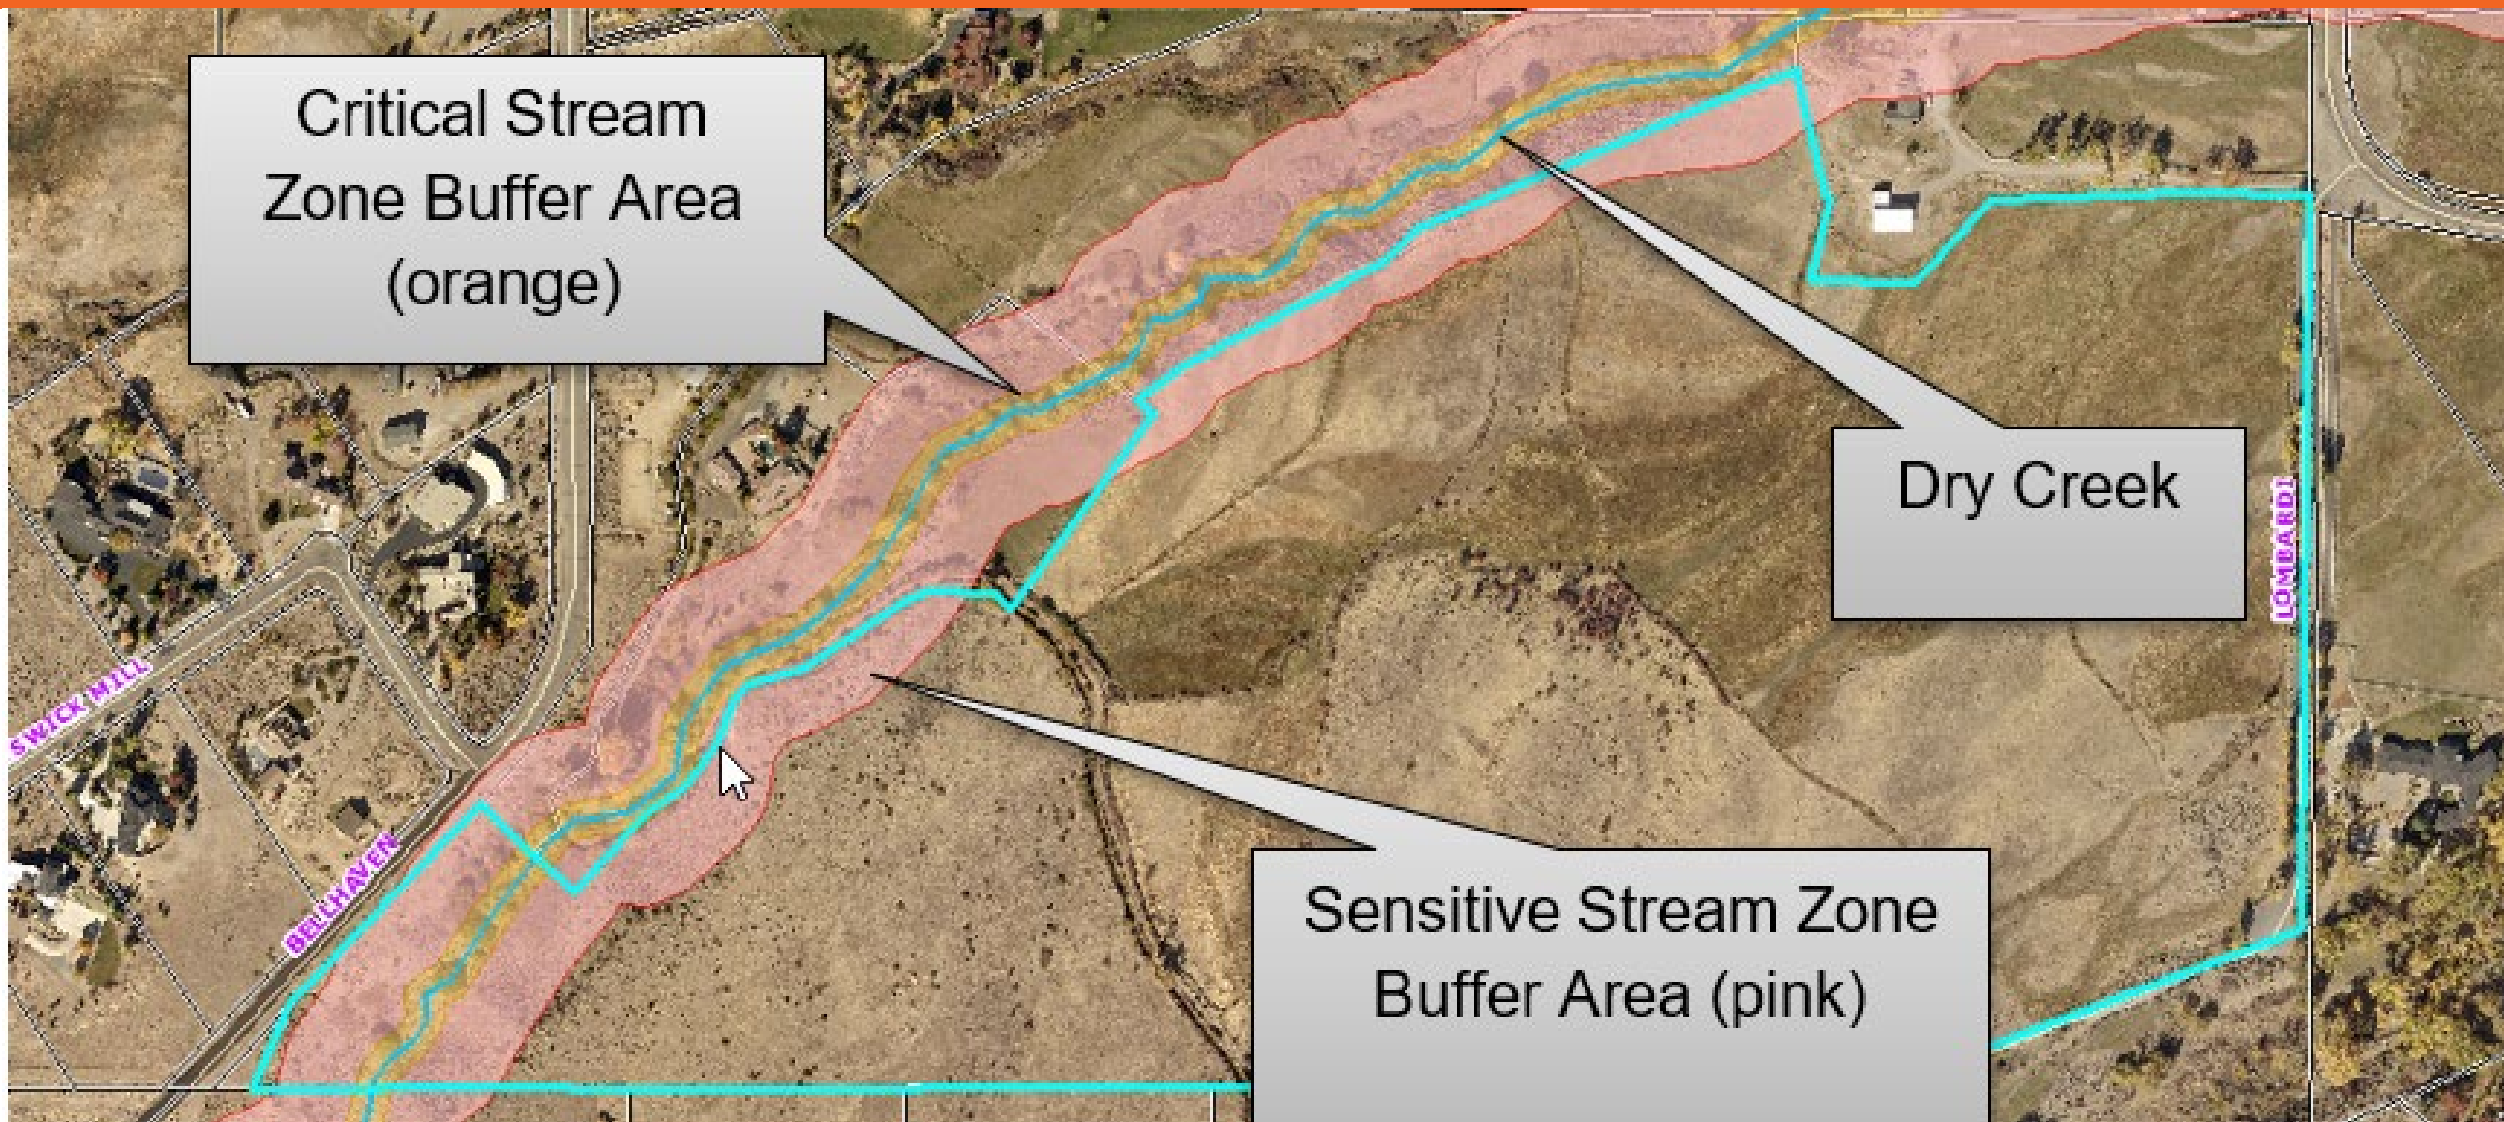 Critical Stream
Zone Buffer Area
(orange)
Dry Creek
LOMBARDI
SWICK MILL
BELLHAVEN
Sensitive Stream Zone
Buffer Area (pink)